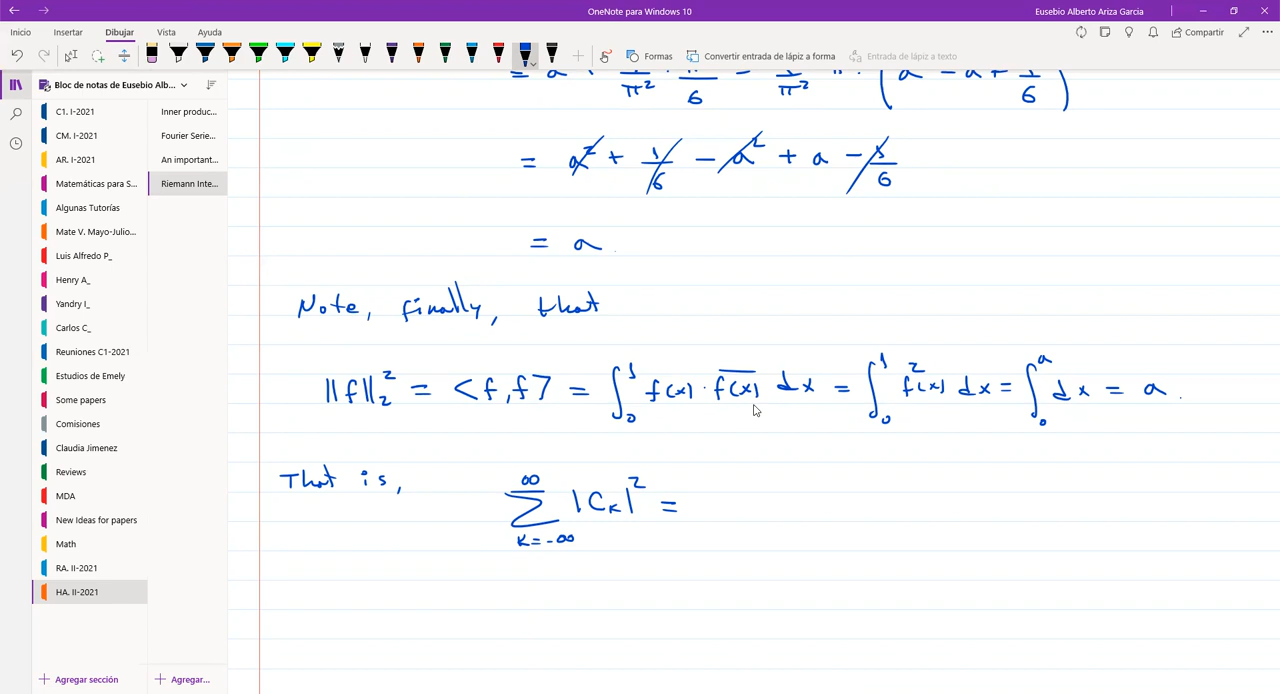 OneNote para Windows 10
Eusebio Alberto Ariza Garcia
Inicio Insertar Dibujar Vista Ayuda
Compartir
Formas Convertir entrada de lápiz a forma Entrada de lápiz a texto
Bloc de notas de Eusebio Alb...
C1. I-2021
CM. I-2021
AR. I-2021
Matemáticas para S...
Algunas Tutorías
Mate V. Mayo-Julio...
Luis Alfredo P_
Henry A_
Yandry I_
Carlos C_
Reuniones C1-2021
Estudios de Emely
Some papers
Comisiones
Claudia Jimenez
Reviews
MDA
New Ideas for papers
Math
RA. II-2021
HA. II-2021
Agregar sección
Inner produc...
Fourier Serie...
An important...
Riemann Inte...
Agregar...
= a² + 1/6 - a² + a - 1/6
= a
Note, finally, that
||f||₂² = <f,f> = ∫₀¹ f(x) · f(x)̅ dx = ∫₀¹ f²(x) dx = ∫₀ᵃ dx = a.
That is,
∑_{k=-∞}^{∞} |C_k|² =